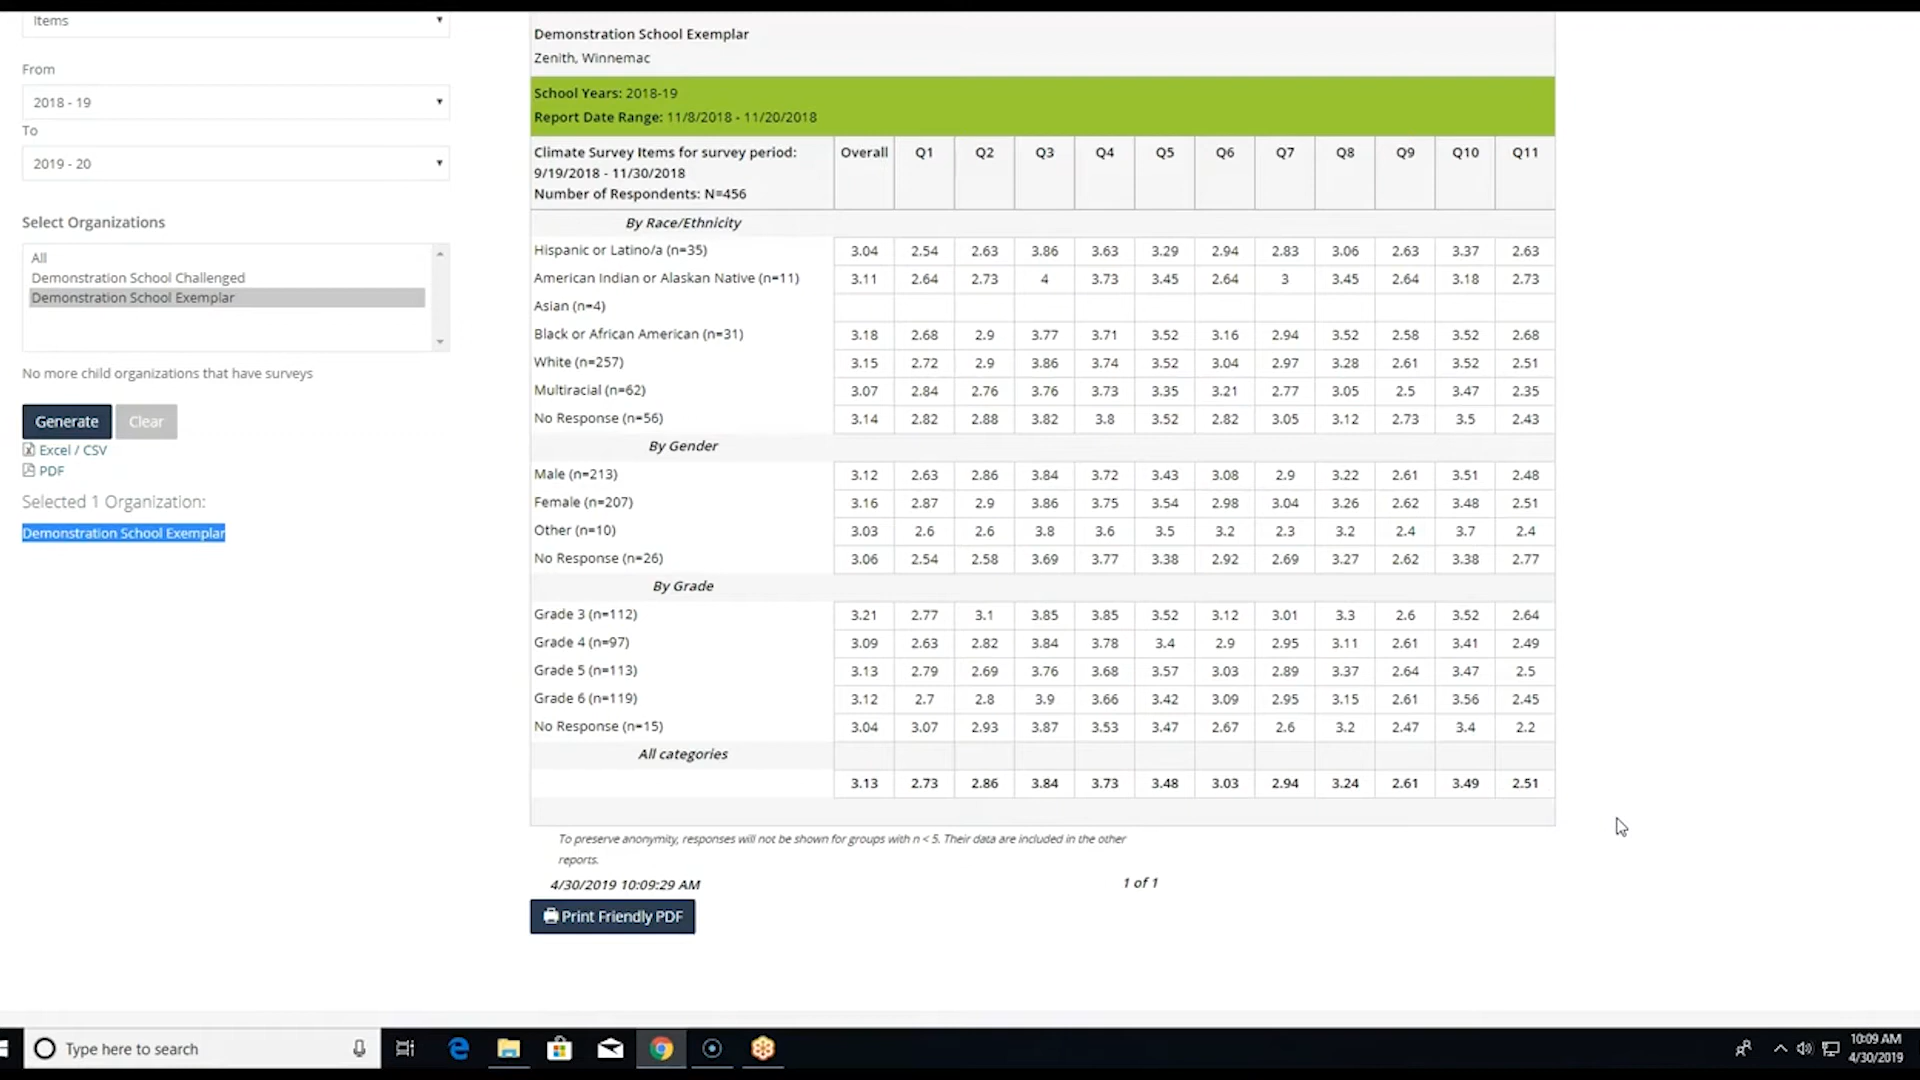 Items
From
2018 - 19
To
2019 - 20
Select Organizations
All
Demonstration School Challenged
Demonstration School Exemplar
No more child organizations that have surveys
Generate Clear
Excel / CSV
PDF
Selected 1 Organization:
Demonstration School Exemplar
Demonstration School Exemplar
Zenith, Winnemac
School Years: 2018-19
Report Date Range: 11/8/2018 - 11/20/2018
Climate Survey Items for survey period: Overall Q1 Q2 Q3 Q4 Q5 Q6 Q7 Q8 Q9 Q10 Q11
9/19/2018 - 11/30/2018
Number of Respondents: N=456
By Race/Ethnicity
Hispanic or Latino/a (n=35) 3.04 2.54 2.63 3.86 3.63 3.29 2.94 2.83 3.06 2.63 3.37 2.63
American Indian or Alaskan Native (n=11) 3.11 2.64 2.73 4 3.73 3.45 2.64 3 3.45 2.64 3.18 2.73
Asian (n=4)
Black or African American (n=31) 3.18 2.68 2.9 3.77 3.71 3.52 3.16 2.94 3.52 2.58 3.52 2.68
White (n=257) 3.15 2.72 2.9 3.86 3.74 3.52 3.04 2.97 3.28 2.61 3.52 2.51
Multiracial (n=62) 3.07 2.84 2.76 3.76 3.73 3.35 3.21 2.77 3.05 2.5 3.47 2.35
No Response (n=56) 3.14 2.82 2.88 3.82 3.8 3.52 2.82 3.05 3.12 2.73 3.5 2.43
By Gender
Male (n=213) 3.12 2.63 2.86 3.84 3.72 3.43 3.08 2.9 3.22 2.61 3.51 2.48
Female (n=207) 3.16 2.87 2.9 3.86 3.75 3.54 2.98 3.04 3.26 2.62 3.48 2.51
Other (n=10) 3.03 2.6 2.6 3.8 3.6 3.5 3.2 2.3 3.2 2.4 3.7 2.4
No Response (n=26) 3.06 2.54 2.58 3.69 3.77 3.38 2.92 2.69 3.27 2.62 3.38 2.77
By Grade
Grade 3 (n=112) 3.21 2.77 3.1 3.85 3.85 3.52 3.12 3.01 3.3 2.6 3.52 2.64
Grade 4 (n=97) 3.09 2.63 2.82 3.84 3.78 3.4 2.9 2.95 3.11 2.61 3.41 2.49
Grade 5 (n=113) 3.13 2.79 2.69 3.76 3.68 3.57 3.03 2.89 3.37 2.64 3.47 2.5
Grade 6 (n=119) 3.12 2.7 2.8 3.9 3.66 3.42 3.09 2.95 3.15 2.61 3.56 2.45
No Response (n=15) 3.04 3.07 2.93 3.87 3.53 3.47 2.67 2.6 3.2 2.47 3.4 2.2
All categories
3.13 2.73 2.86 3.84 3.73 3.48 3.03 2.94 3.24 2.61 3.49 2.51
To preserve anonymity, responses will not be shown for groups with n < 5. Their data are included in the other
reports.
4/30/2019 10:09:29 AM 1 of 1
Print Friendly PDF
Type here to search
10:09 AM
4/30/2019